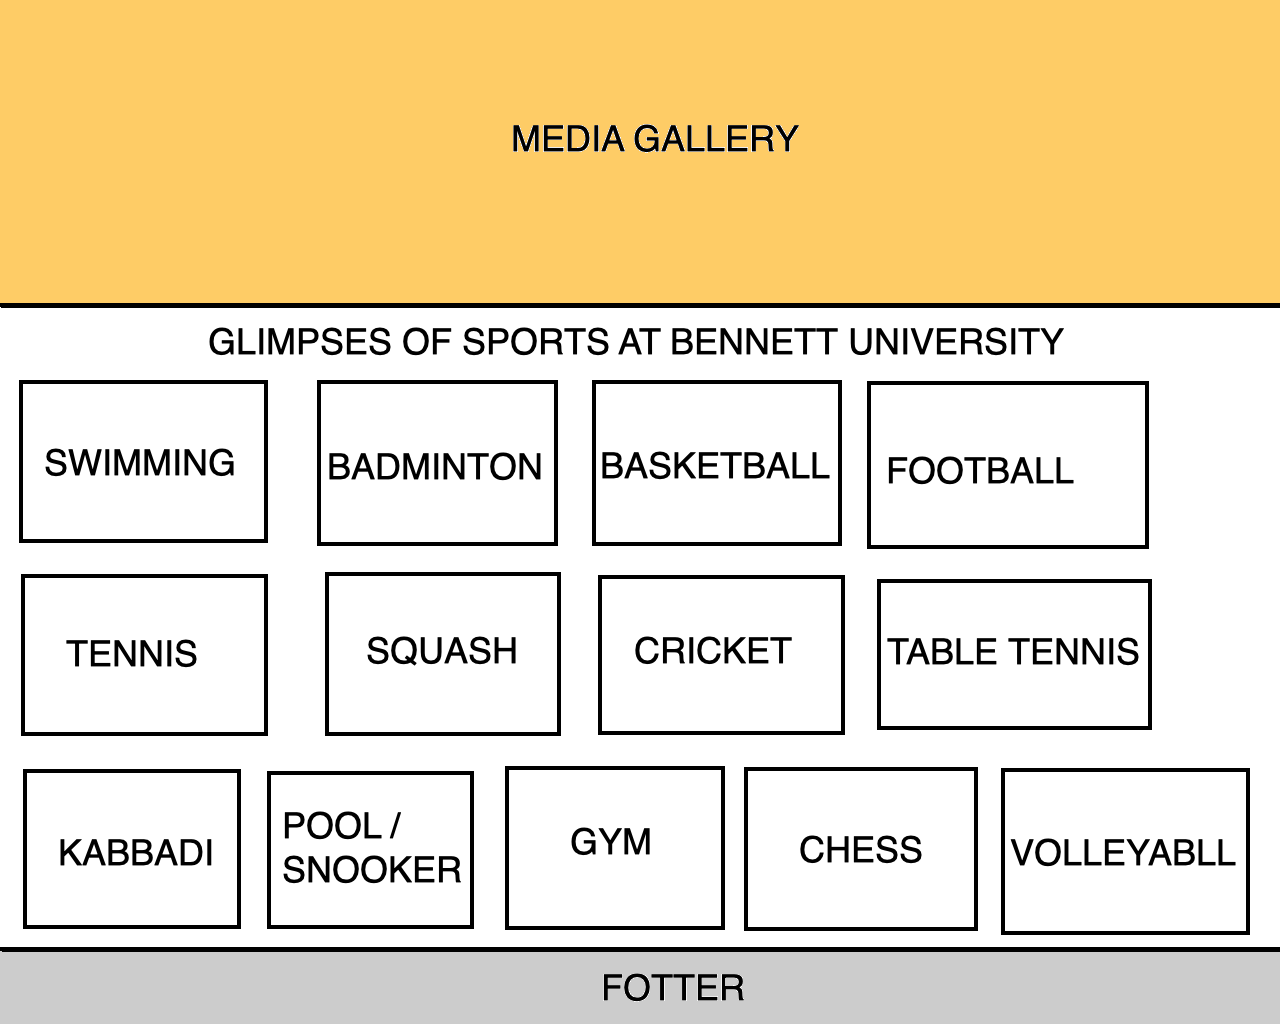 MEDIA GALLERY
GLIMPSES OF SPORTS AT BENNETT UNIVERSITY
SWIMMING
BADMINTON
BASKETBALL
FOOTBALL
TENNIS
SQUASH
CRICKET
TABLE TENNIS
KABBADI
POOL /
SNOOKER
GYM
CHESS
VOLLEYABLL
FOTTER